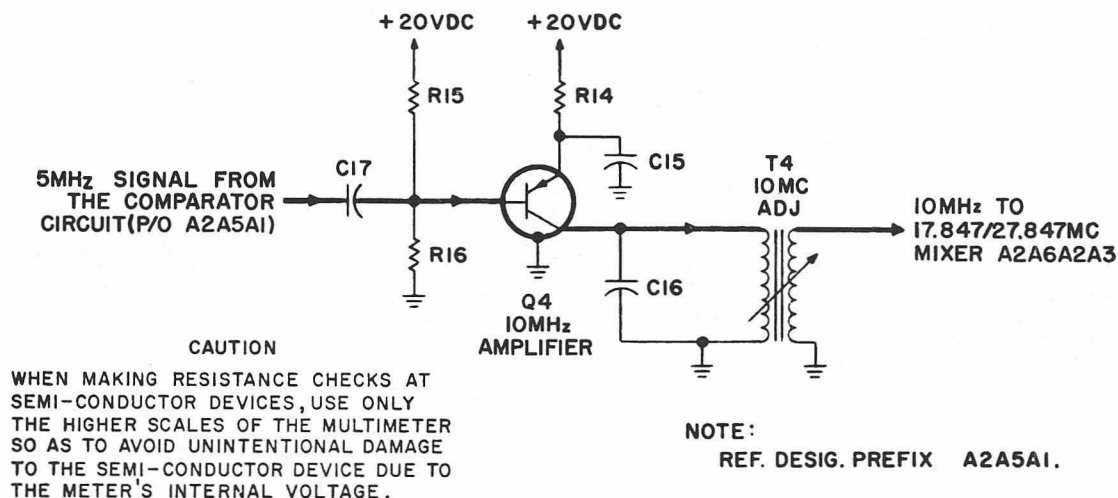 +20VDC
+20VDC
R15
R14
C17
C15
5MHz SIGNAL FROM
THE COMPARATOR
CIRCUIT(P/O A2A5A1)
T4
10MC
ADJ
10MHz TO
17.847/27.847MC
MIXER A2A6A2A3
R16
C16
Q4
10MHz
AMPLIFIER
CAUTION
WHEN MAKING RESISTANCE CHECKS AT
SEMI-CONDUCTOR DEVICES, USE ONLY
THE HIGHER SCALES OF THE MULTIMETER
SO AS TO AVOID UNINTENTIONAL DAMAGE
TO THE SEMI-CONDUCTOR DEVICE DUE TO
THE METER'S INTERNAL VOLTAGE.
NOTE:
REF. DESIG. PREFIX A2A5A1.